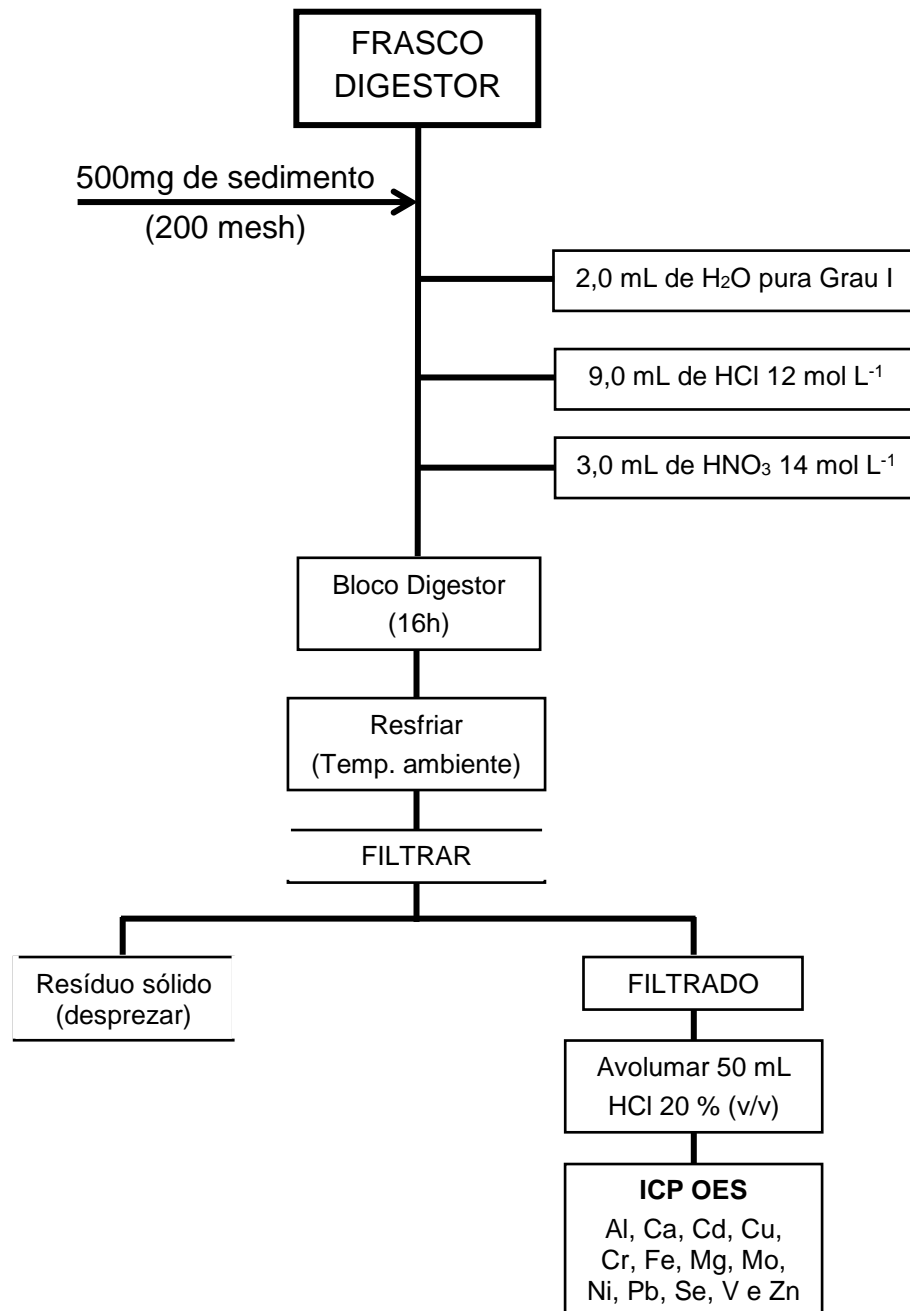 FRASCO
DIGESTOR
500mg de sedimento
(200 mesh)
2,0 mL de H₂O pura Grau I
9,0 mL de HCl 12 mol L⁻¹
3,0 mL de HNO₃ 14 mol L⁻¹
Bloco Digestor
(16h)
Resfriar
(Temp. ambiente)
FILTRAR
Resíduo sólido
(desprezar)
FILTRADO
Avolumar 50 mL
HCl 20 % (v/v)
ICP OES
Al, Ca, Cd, Cu,
Cr, Fe, Mg, Mo,
Ni, Pb, Se, V e Zn